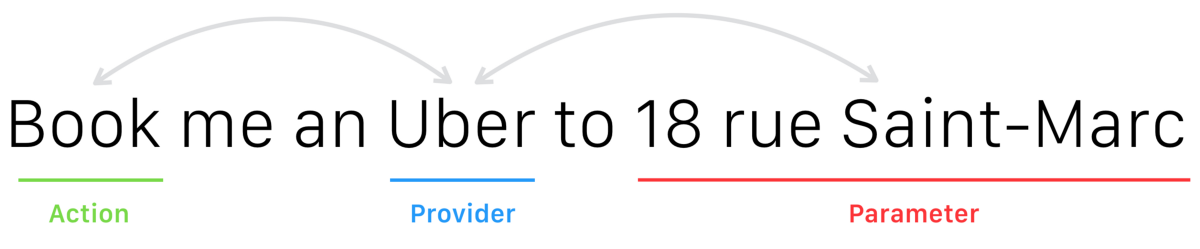 Book me an Uber to 18 rue Saint-Marc
Action Provider Parameter